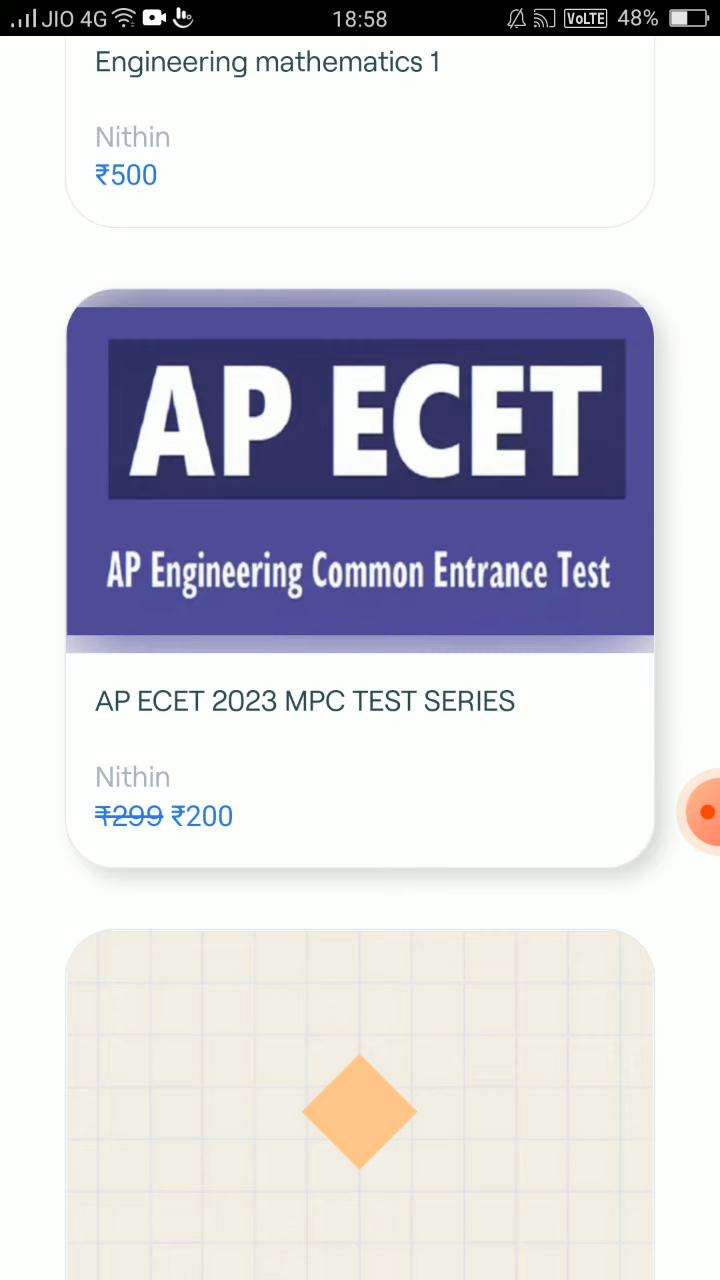 JIO 4G 18:58 VoLTE 48%
Engineering mathematics 1
Nithin
₹500
AP ECET
AP Engineering Common Entrance Test
AP ECET 2023 MPC TEST SERIES
Nithin
₹299 ₹200